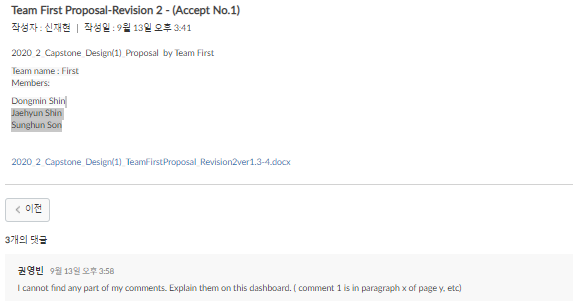 Team First Proposal-Revision 2 - (Accept No.1)
작성자 : 신재현 | 작성일 : 9월 13일 오후 3:41
2020_2_Capstone_Design(1)_Proposal by Team First
Team name : First
Members:
Dongmin Shin
Jaehyun Shin
Sunghun Son
2020_2_Capstone_Design(1)_TeamFirstProposal_Revision2ver1.3-4.docx
< 이전
3개의 댓글
권영빈 9월 13일 오후 3:58
I cannot find any part of my comments. Explain them on this dashboard. ( comment 1 is in paragraph x of page y, etc)